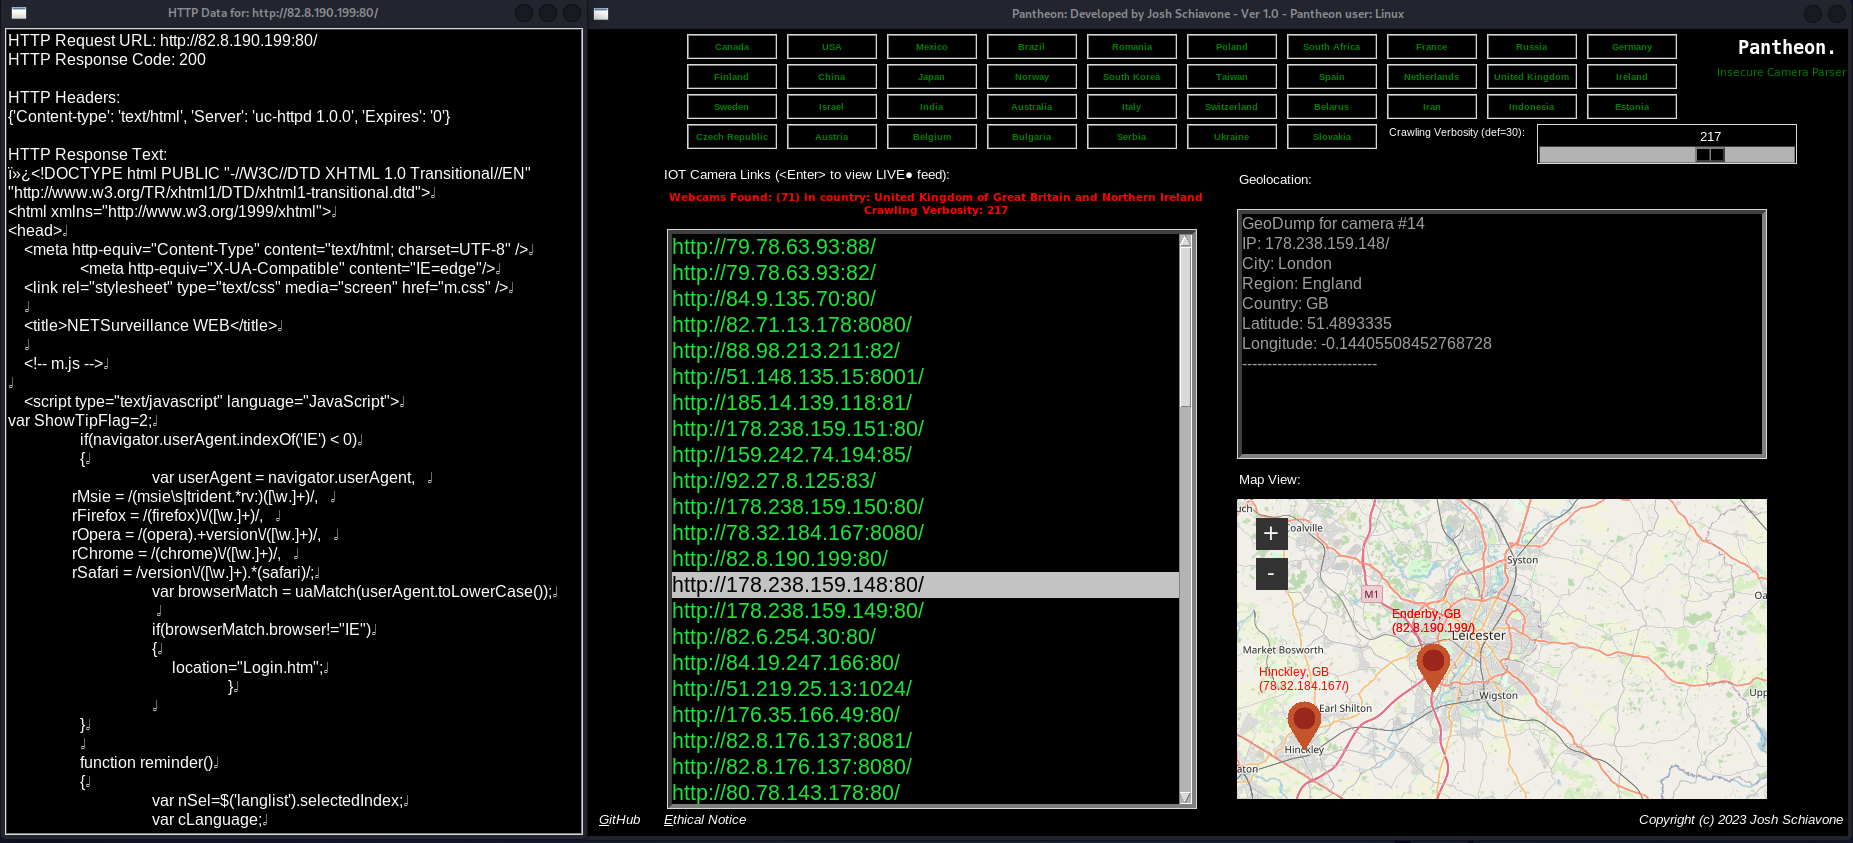 HTTP Data for: http://82.8.190.199:80/
HTTP Request URL: http://82.8.190.199:80/
HTTP Response Code: 200
HTTP Headers:
{'Content-type': 'text/html', 'Server': 'uc-httpd 1.0.0', 'Expires': '0'}
HTTP Response Text:
ï»¿<!DOCTYPE html PUBLIC "-//W3C//DTD XHTML 1.0 Transitional//EN"
"http://www.w3.org/TR/xhtml1/DTD/xhtml1-transitional.dtd">
<html xmlns="http://www.w3.org/1999/xhtml">
<head>
<meta http-equiv="Content-Type" content="text/html; charset=UTF-8" />
<meta http-equiv="X-UA-Compatible" content="IE=edge"/>
<link rel="stylesheet" type="text/css" media="screen" href="m.css" />
<title>NETSurveillance WEB</title>
<!-- m.js -->
<script type="text/javascript" language="JavaScript">
var ShowTipFlag=2;
if(navigator.userAgent.indexOf('IE') < 0)
{
var userAgent = navigator.userAgent,
rMsie = /(msie\s|trident.*rv:)([\w.]+)/,
rFirefox = /(firefox)\/([\w.]+)/,
rOpera = /(opera).+version\/([\w.]+)/,
rChrome = /(chrome)\/([\w.]+)/,
rSafari = /version\/([\w.]+).*(safari)/;
var browserMatch = uaMatch(userAgent.toLowerCase());
if(browserMatch.browser!="IE")
{
location="Login.htm";
}
}
function reminder()
{
var nSel=$('langlist').selectedIndex;
var cLanguage;
Pantheon: Developed by Josh Schiavone - Ver 1.0 - Pantheon user: Linux
Canada USA Mexico Brazil Romania Poland South Africa France Russia Germany
Finland China Japan Norway South Korea Taiwan Spain Netherlands United Kingdom Ireland
Sweden Israel India Australia Italy Switzerland Belarus Iran Indonesia Estonia
Czech Republic Austria Belgium Bulgaria Serbia Ukraine Slovakia
Crawling Verbosity (def=30):
217
Pantheon.
Insecure Camera Parser
IOT Camera Links (<Enter> to view LIVE● feed):
Webcams Found: (71) in country: United Kingdom of Great Britain and Northern Ireland
Crawling Verbosity: 217
http://79.78.63.93:88/
http://79.78.63.93:82/
http://84.9.135.70:80/
http://82.71.13.178:8080/
http://88.98.213.211:82/
http://51.148.135.15:8001/
http://185.14.139.118:81/
http://178.238.159.151:80/
http://159.242.74.194:85/
http://92.27.8.125:83/
http://178.238.159.150:80/
http://78.32.184.167:8080/
http://82.8.190.199:80/
http://178.238.159.148:80/
http://178.238.159.149:80/
http://82.6.254.30:80/
http://84.19.247.166:80/
http://51.219.25.13:1024/
http://176.35.166.49:80/
http://82.8.176.137:8081/
http://82.8.176.137:8080/
http://80.78.143.178:80/
Geolocation:
GeoDump for camera #14
IP: 178.238.159.148/
City: London
Region: England
Country: GB
Latitude: 51.4893335
Longitude: -0.14405508452768728
---------------------------
Map View:
+
-
uch
Coalville
Syston
M1
Oa
Enderby, GB
(82.8.190.199/)
Leicester
Market Bosworth
Hinckley, GB
(78.32.184.167/)
Wigston
Upp
Earl Shilton
Hinckley
aton
GitHub
Ethical Notice
Copyright (c) 2023 Josh Schiavone